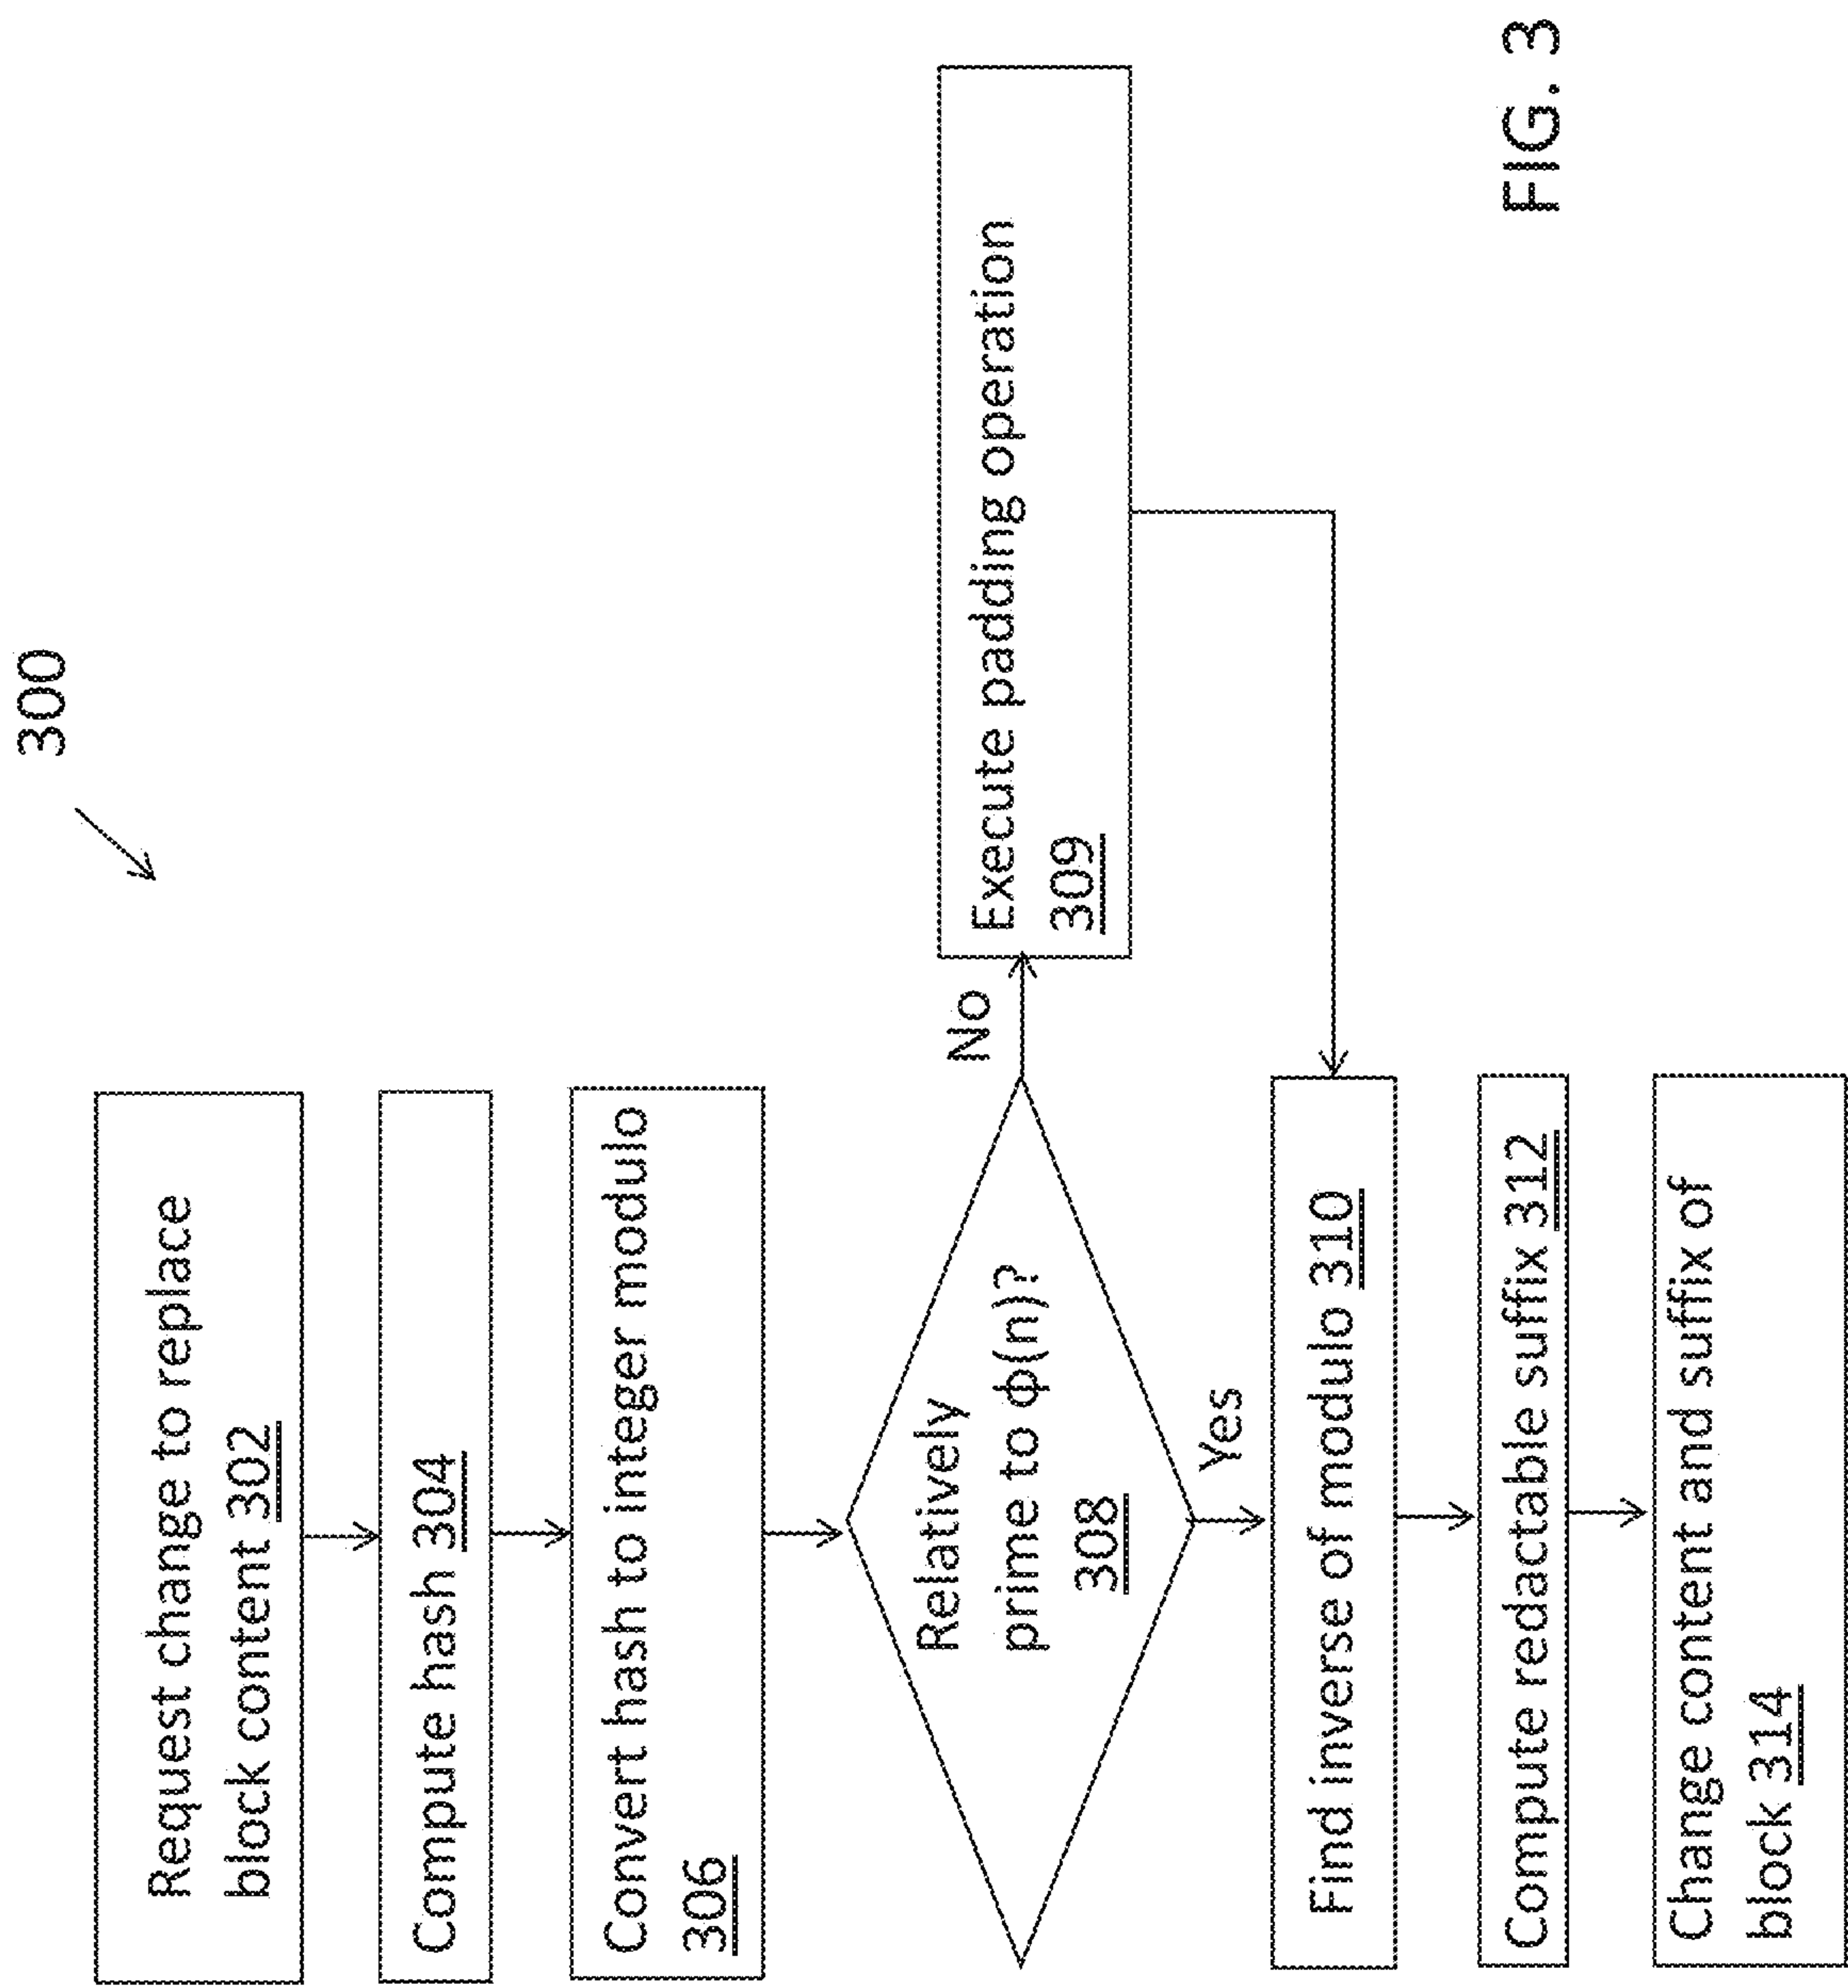 300
Request change to replace
block content 302
Compute hash 304
Convert hash to integer modulo
306
Relatively
prime to ϕ(n)?
308
No
Execute padding operation
309
Yes
Find inverse of modulo 310
Compute redactable suffix 312
Change content and suffix of
block 314
FIG. 3